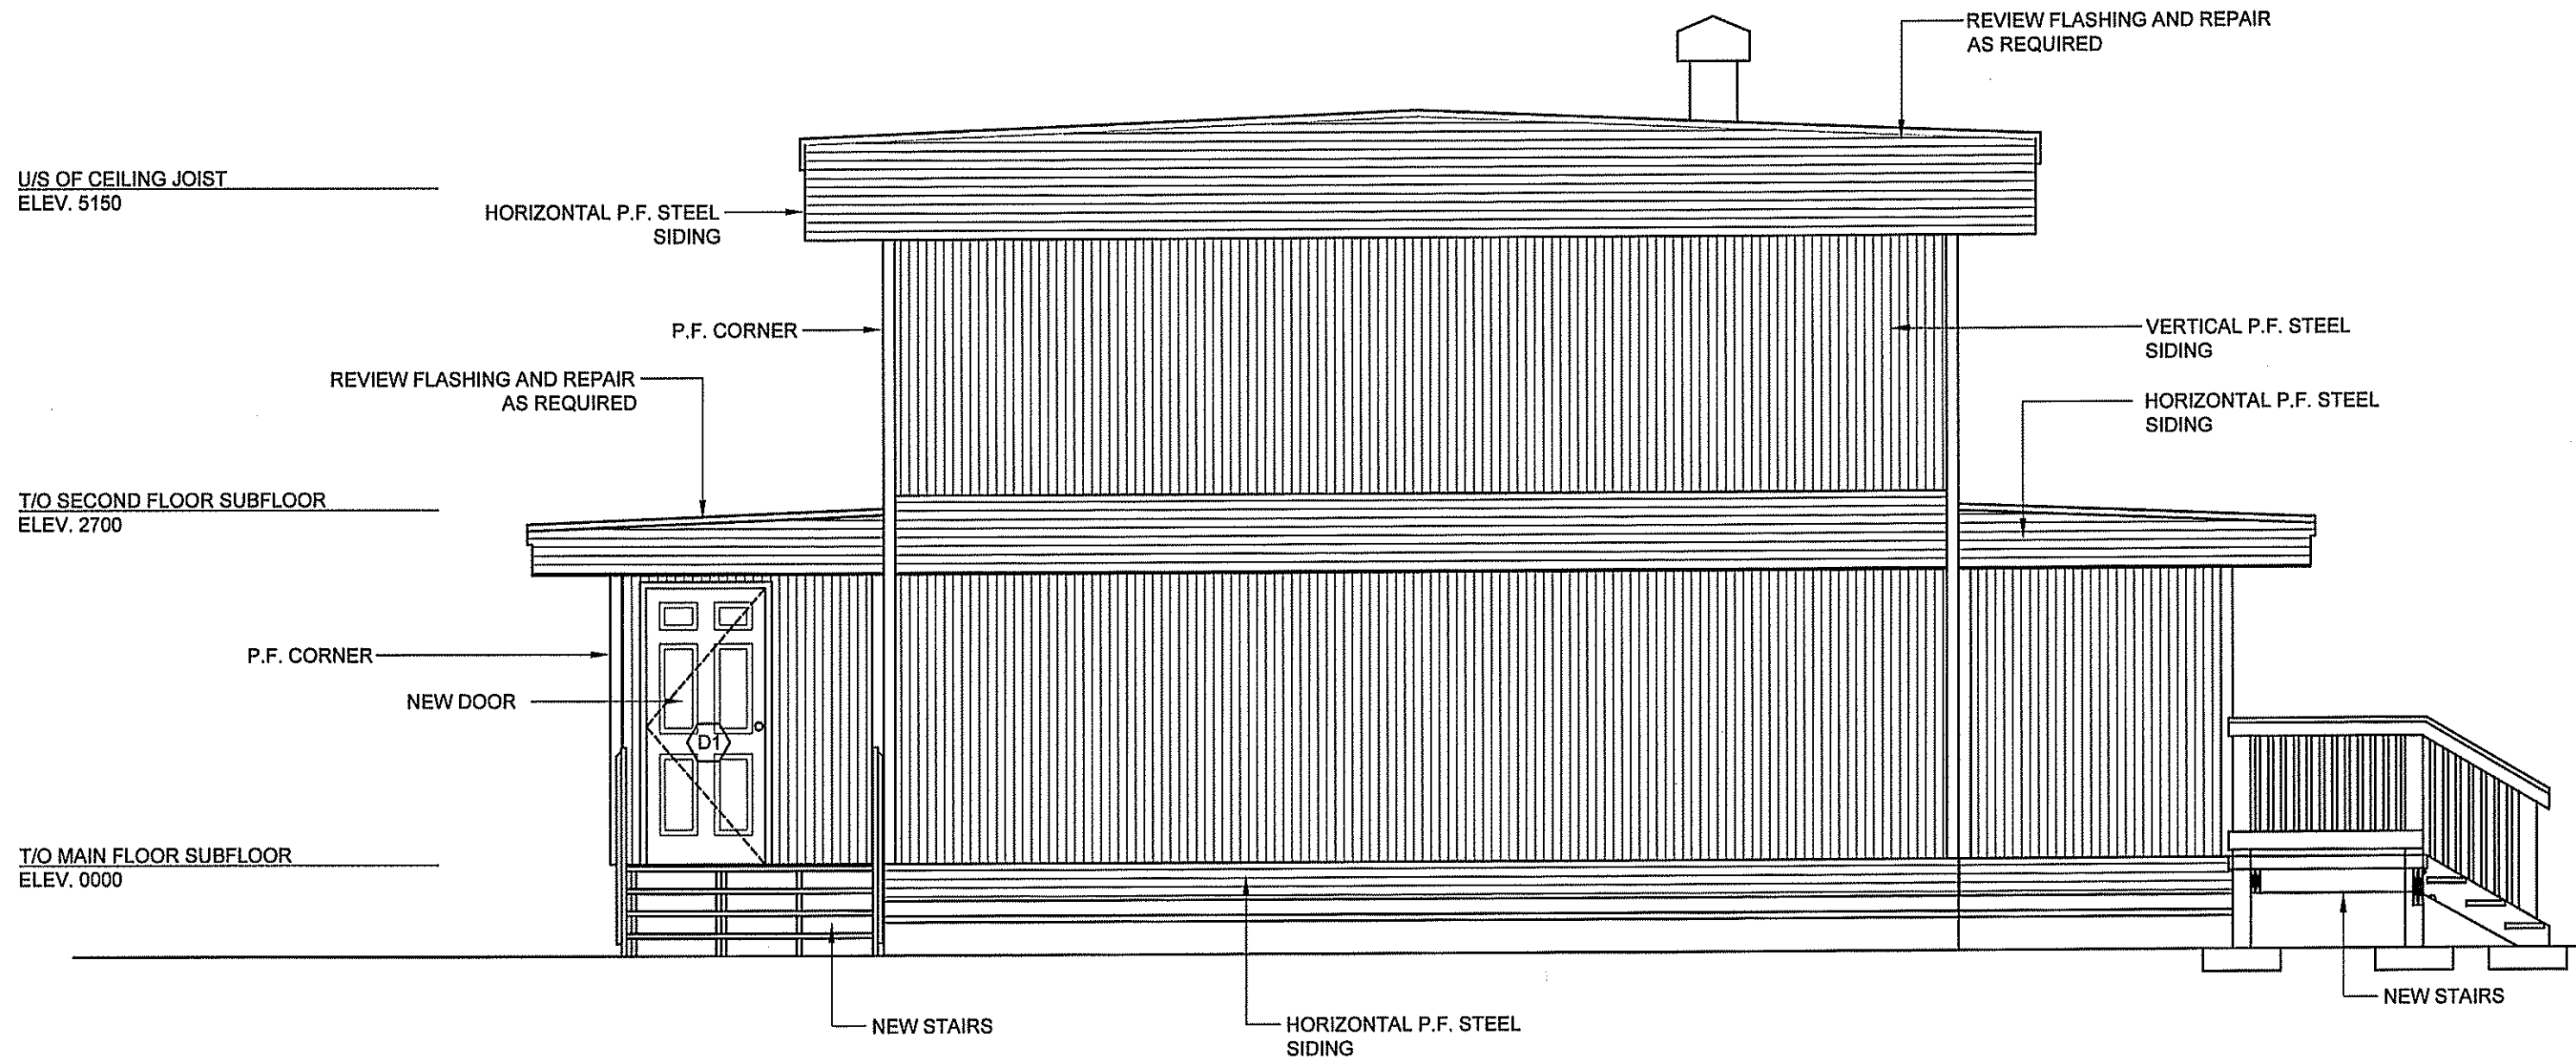 REVIEW FLASHING AND REPAIR
AS REQUIRED
U/S OF CEILING JOIST
ELEV. 5150
HORIZONTAL P.F. STEEL
SIDING
P.F. CORNER
VERTICAL P.F. STEEL
SIDING
REVIEW FLASHING AND REPAIR
AS REQUIRED
HORIZONTAL P.F. STEEL
SIDING
T/O SECOND FLOOR SUBFLOOR
ELEV. 2700
P.F. CORNER
NEW DOOR
D1
T/O MAIN FLOOR SUBFLOOR
ELEV. 0000
NEW STAIRS
NEW STAIRS
HORIZONTAL P.F. STEEL
SIDING